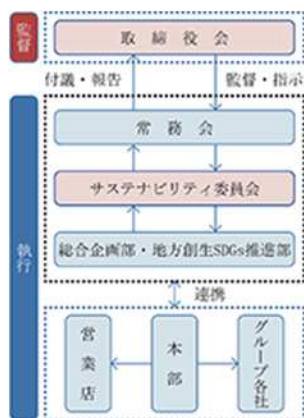 監督
取締役会
付議・報告
監督・指示
執行
常務会
サステナビリティ委員会
総合企画部・地方創生SDGs推進部
連携
営業店
本部
グループ各社